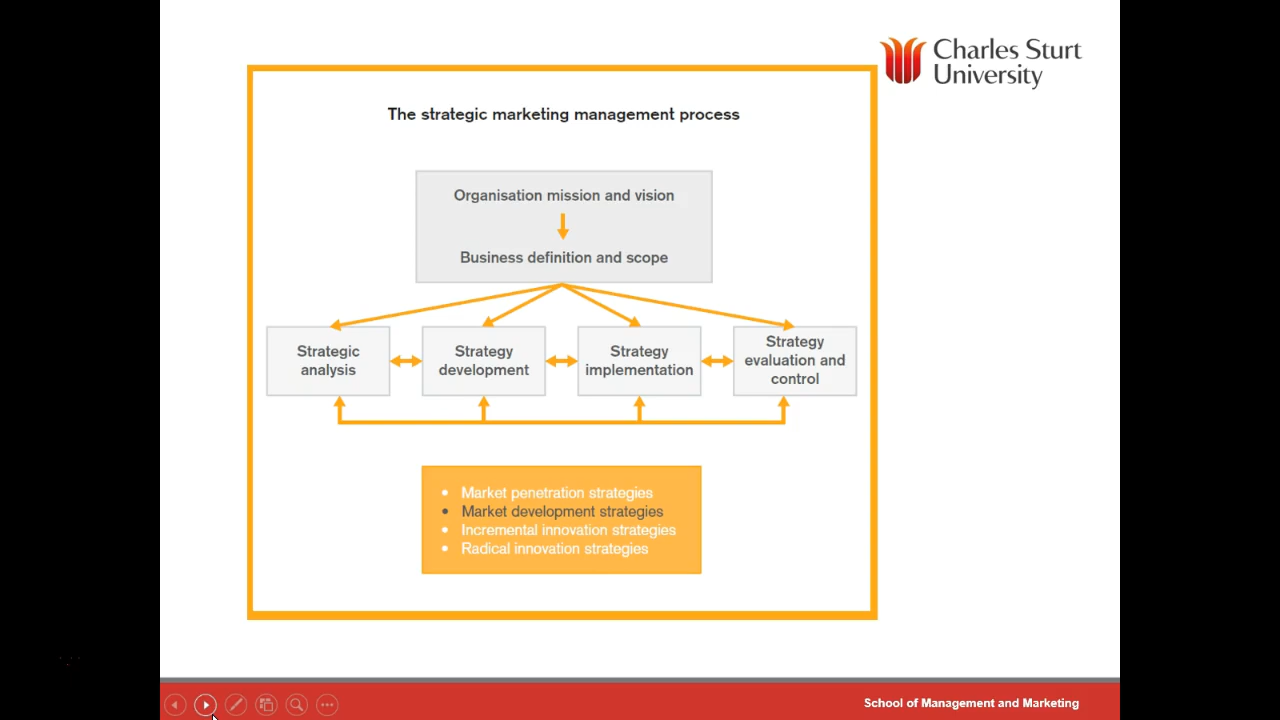 Charles Sturt
University
The strategic marketing management process
Organisation mission and vision
Business definition and scope
Strategic
analysis
Strategy
development
Strategy
implementation
Strategy
evaluation and
control
• Market penetration strategies
• Market development strategies
• Incremental innovation strategies
• Radical innovation strategies
School of Management and Marketing